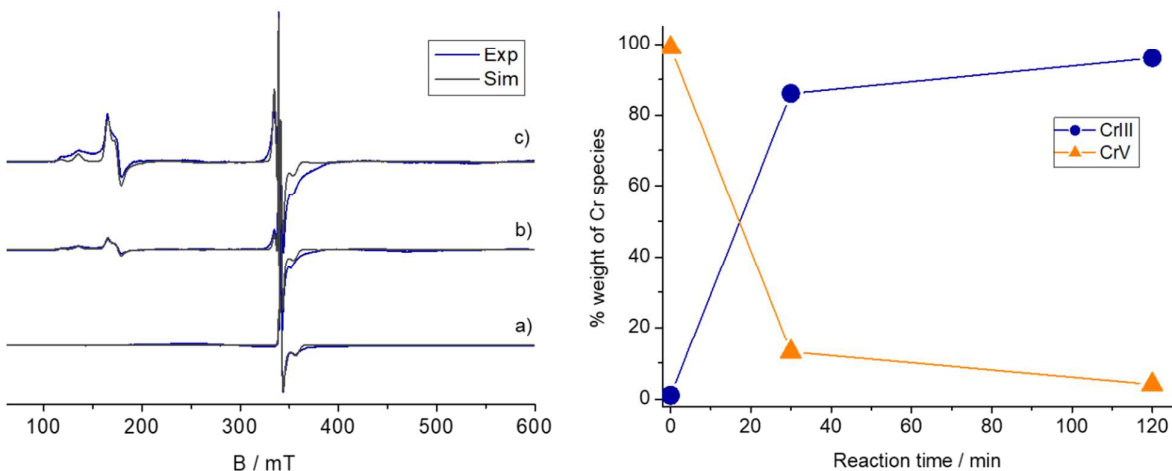 Exp
Sim
c)
b)
a)
100 200 300 400 500 600
B / mT
% weight of Cr species
100
80
60
40
20
0
CrIII
CrV
0 20 40 60 80 100 120
Reaction time / min